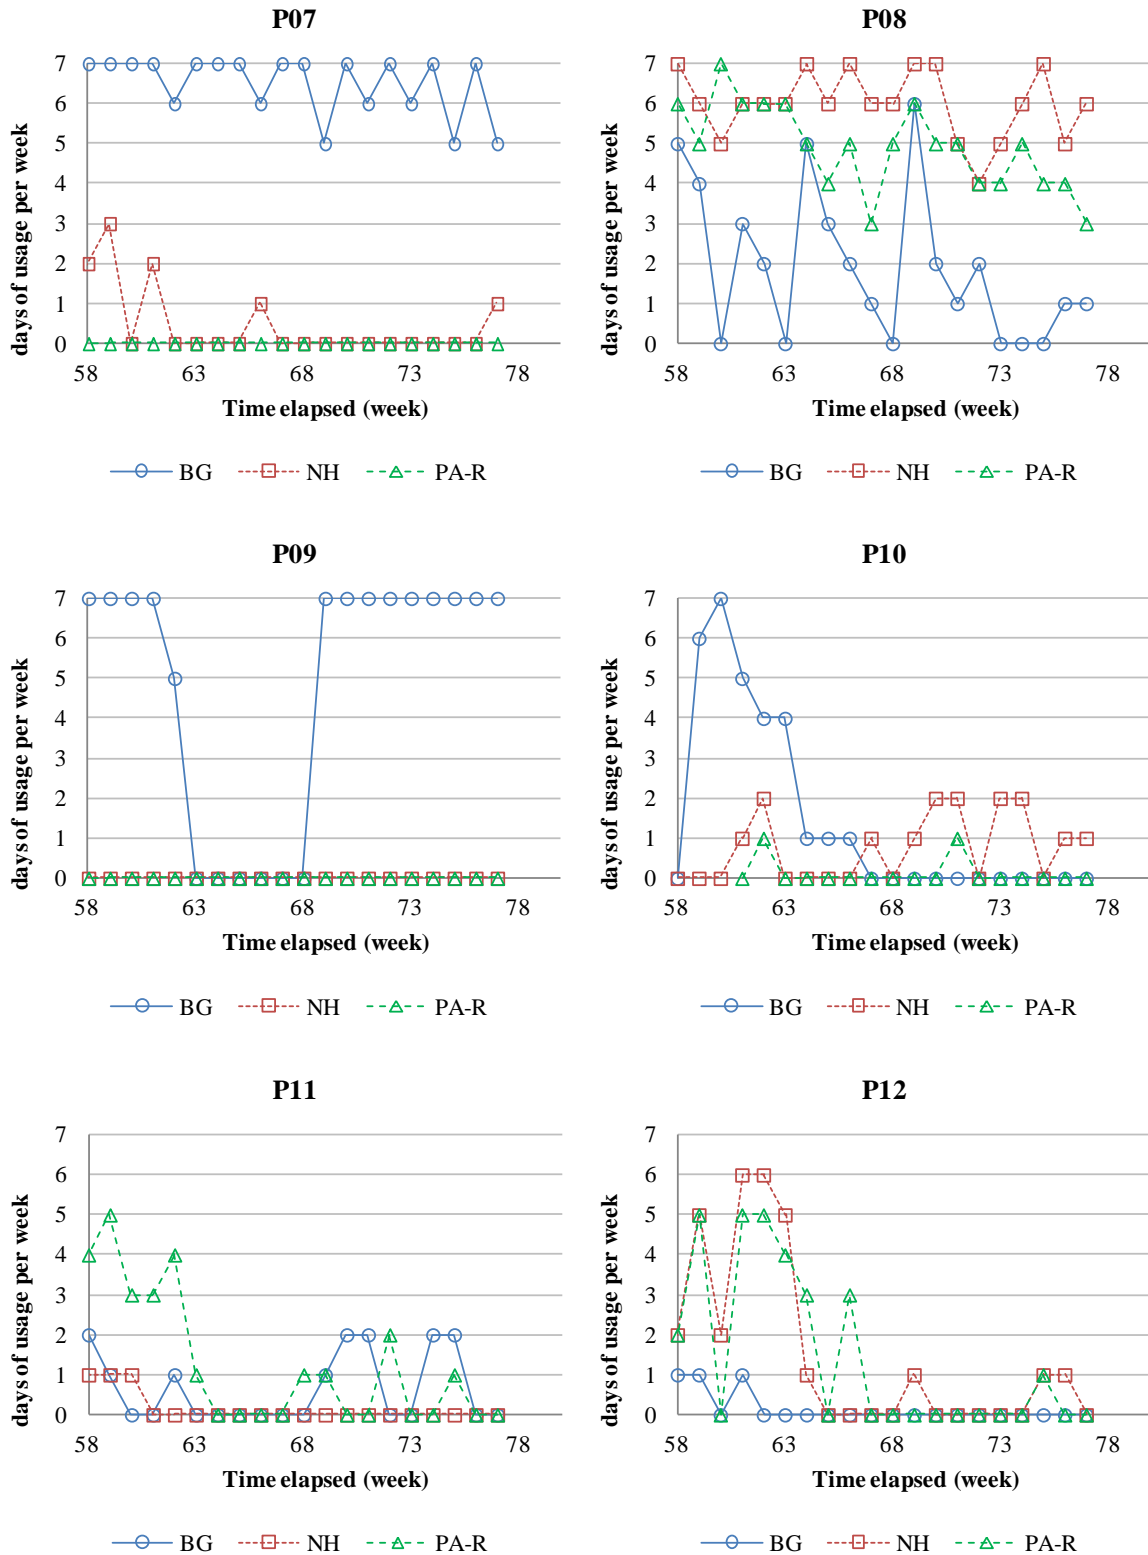 P07
days of usage per week
7
6
5
4
3
2
1
0
58 63 68 73 78
Time elapsed (week)
BG NH PA-R
P08
days of usage per week
7
6
5
4
3
2
1
0
58 63 68 73 78
Time elapsed (week)
BG NH PA-R
P09
days of usage per week
7
6
5
4
3
2
1
0
58 63 68 73 78
Time elapsed (week)
BG NH PA-R
P10
days of usage per week
7
6
5
4
3
2
1
0
58 63 68 73 78
Time elapsed (week)
BG NH PA-R
P11
days of usage per week
7
6
5
4
3
2
1
0
58 63 68 73 78
Time elapsed (week)
BG NH PA-R
P12
days of usage per week
7
6
5
4
3
2
1
0
58 63 68 73 78
Time elapsed (week)
BG NH PA-R